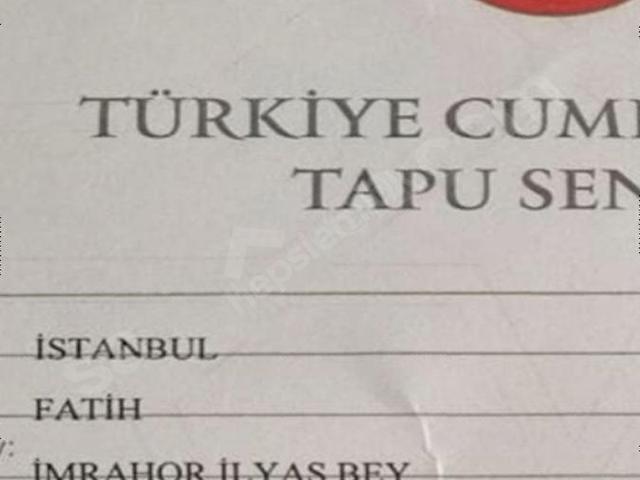 TÜRKİYE CUM
TAPU SEN
İSTANBUL
FATİH
İMRAHOR İLYAS BEY